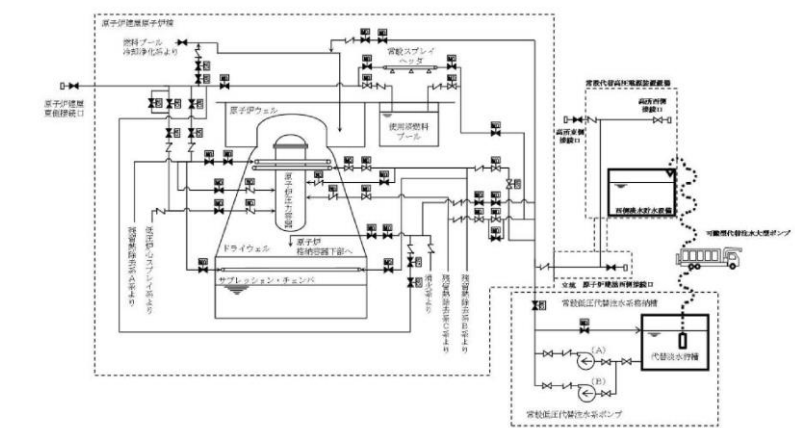 原子炉建屋原子炉棟
燃料プール
冷却浄化系より
常設スプレイ
ヘッダ
常設代替高圧電源装置置場
高所西側
接続口
高所東側
接続口
原子炉建屋
東側接続口
原子炉ウェル
使用済燃料
プール
西側淡水貯水設備
可搬型代替注水大型ポンプ
原子炉圧力容器
ドライウェル
原子炉
格納容器下部へ
サプレッション・チェンバ
残留熱除去系A系より
低圧炉心スプレイ系より
消火系より
残留熱除去系C系より
残留熱除去系B系より
立坑
原子炉建屋西側接続口
常設低圧代替注水系格納槽
代替淡水貯槽
(A)
(B)
常設低圧代替注水系ポンプ